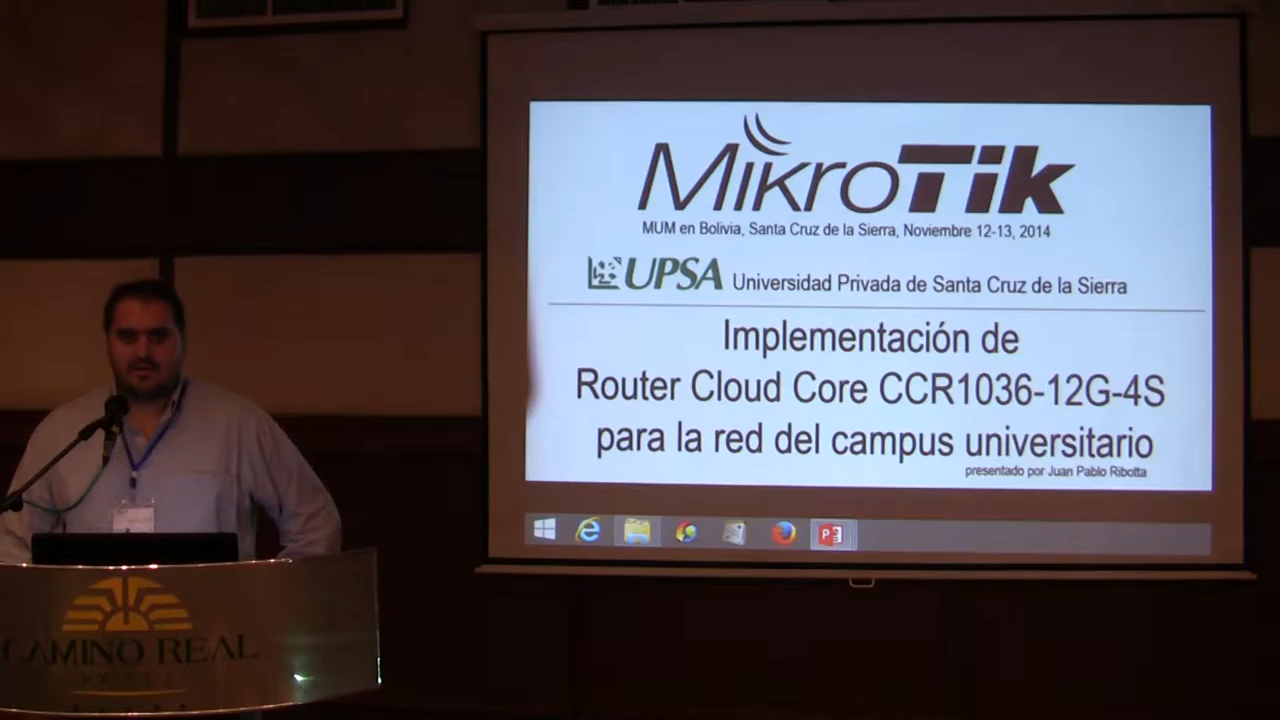 MikroTik
MUM en Bolivia, Santa Cruz de la Sierra, Noviembre 12-13, 2014
UPSA Universidad Privada de Santa Cruz de la Sierra
Implementación de
Router Cloud Core CCR1036-12G-4S
para la red del campus universitario
presentado por Juan Pablo Ribotta
CAMINO REAL
HOTEL